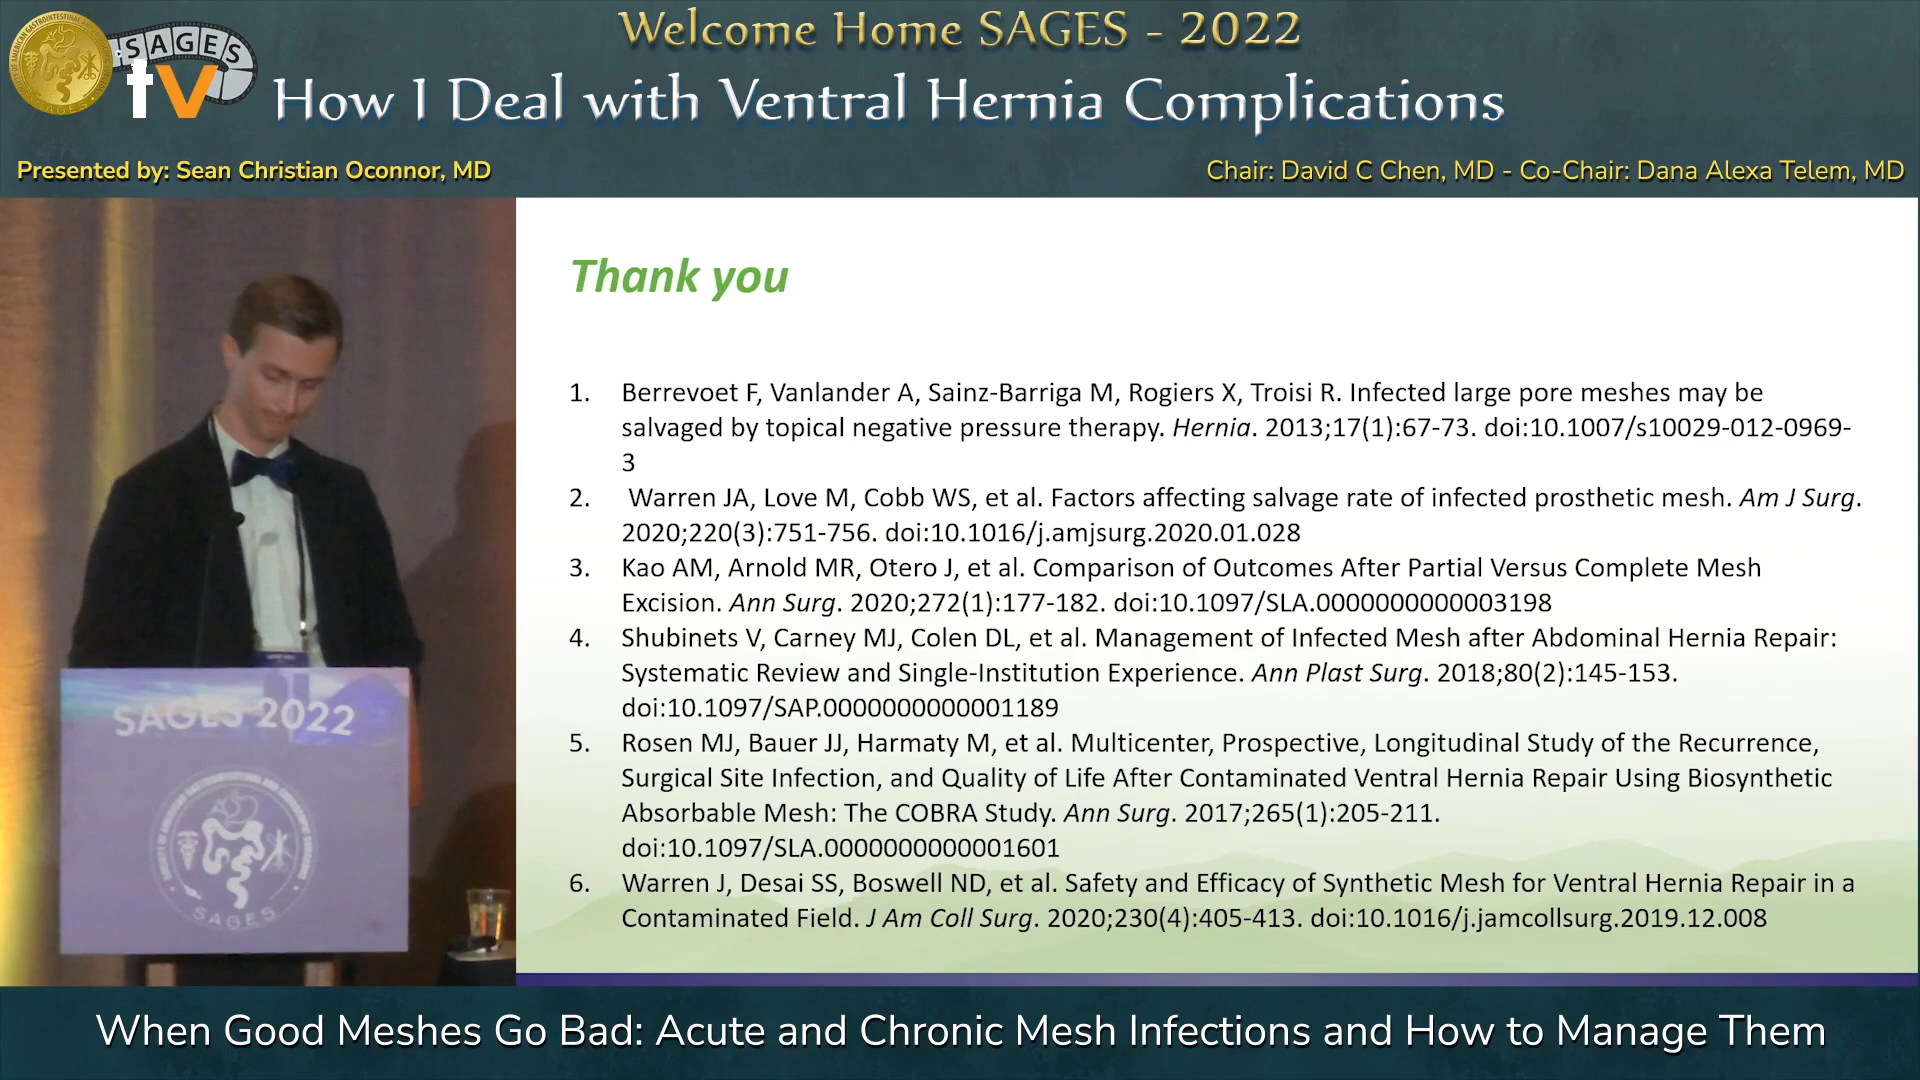 Welcome Home SAGES - 2022
SAGES
tv
How I Deal with Ventral Hernia Complications
Presented by: Sean Christian Oconnor, MD
Chair: David C Chen, MD - Co-Chair: Dana Alexa Telem, MD
Thank you
1. Berrevoet F, Vanlander A, Sainz-Barriga M, Rogiers X, Troisi R. Infected large pore meshes may be
salvaged by topical negative pressure therapy. Hernia. 2013;17(1):67-73. doi:10.1007/s10029-012-0969-
3
2. Warren JA, Love M, Cobb WS, et al. Factors affecting salvage rate of infected prosthetic mesh. Am J Surg.
2020;220(3):751-756. doi:10.1016/j.amjsurg.2020.01.028
3. Kao AM, Arnold MR, Otero J, et al. Comparison of Outcomes After Partial Versus Complete Mesh
Excision. Ann Surg. 2020;272(1):177-182. doi:10.1097/SLA.0000000000003198
4. Shubinets V, Carney MJ, Colen DL, et al. Management of Infected Mesh after Abdominal Hernia Repair:
Systematic Review and Single-Institution Experience. Ann Plast Surg. 2018;80(2):145-153.
doi:10.1097/SAP.0000000000001189
5. Rosen MJ, Bauer JJ, Harmaty M, et al. Multicenter, Prospective, Longitudinal Study of the Recurrence,
Surgical Site Infection, and Quality of Life After Contaminated Ventral Hernia Repair Using Biosynthetic
Absorbable Mesh: The COBRA Study. Ann Surg. 2017;265(1):205-211.
doi:10.1097/SLA.0000000000001601
6. Warren J, Desai SS, Boswell ND, et al. Safety and Efficacy of Synthetic Mesh for Ventral Hernia Repair in a
Contaminated Field. J Am Coll Surg. 2020;230(4):405-413. doi:10.1016/j.jamcollsurg.2019.12.008
SAGES 2022
SAGES
When Good Meshes Go Bad: Acute and Chronic Mesh Infections and How to Manage Them